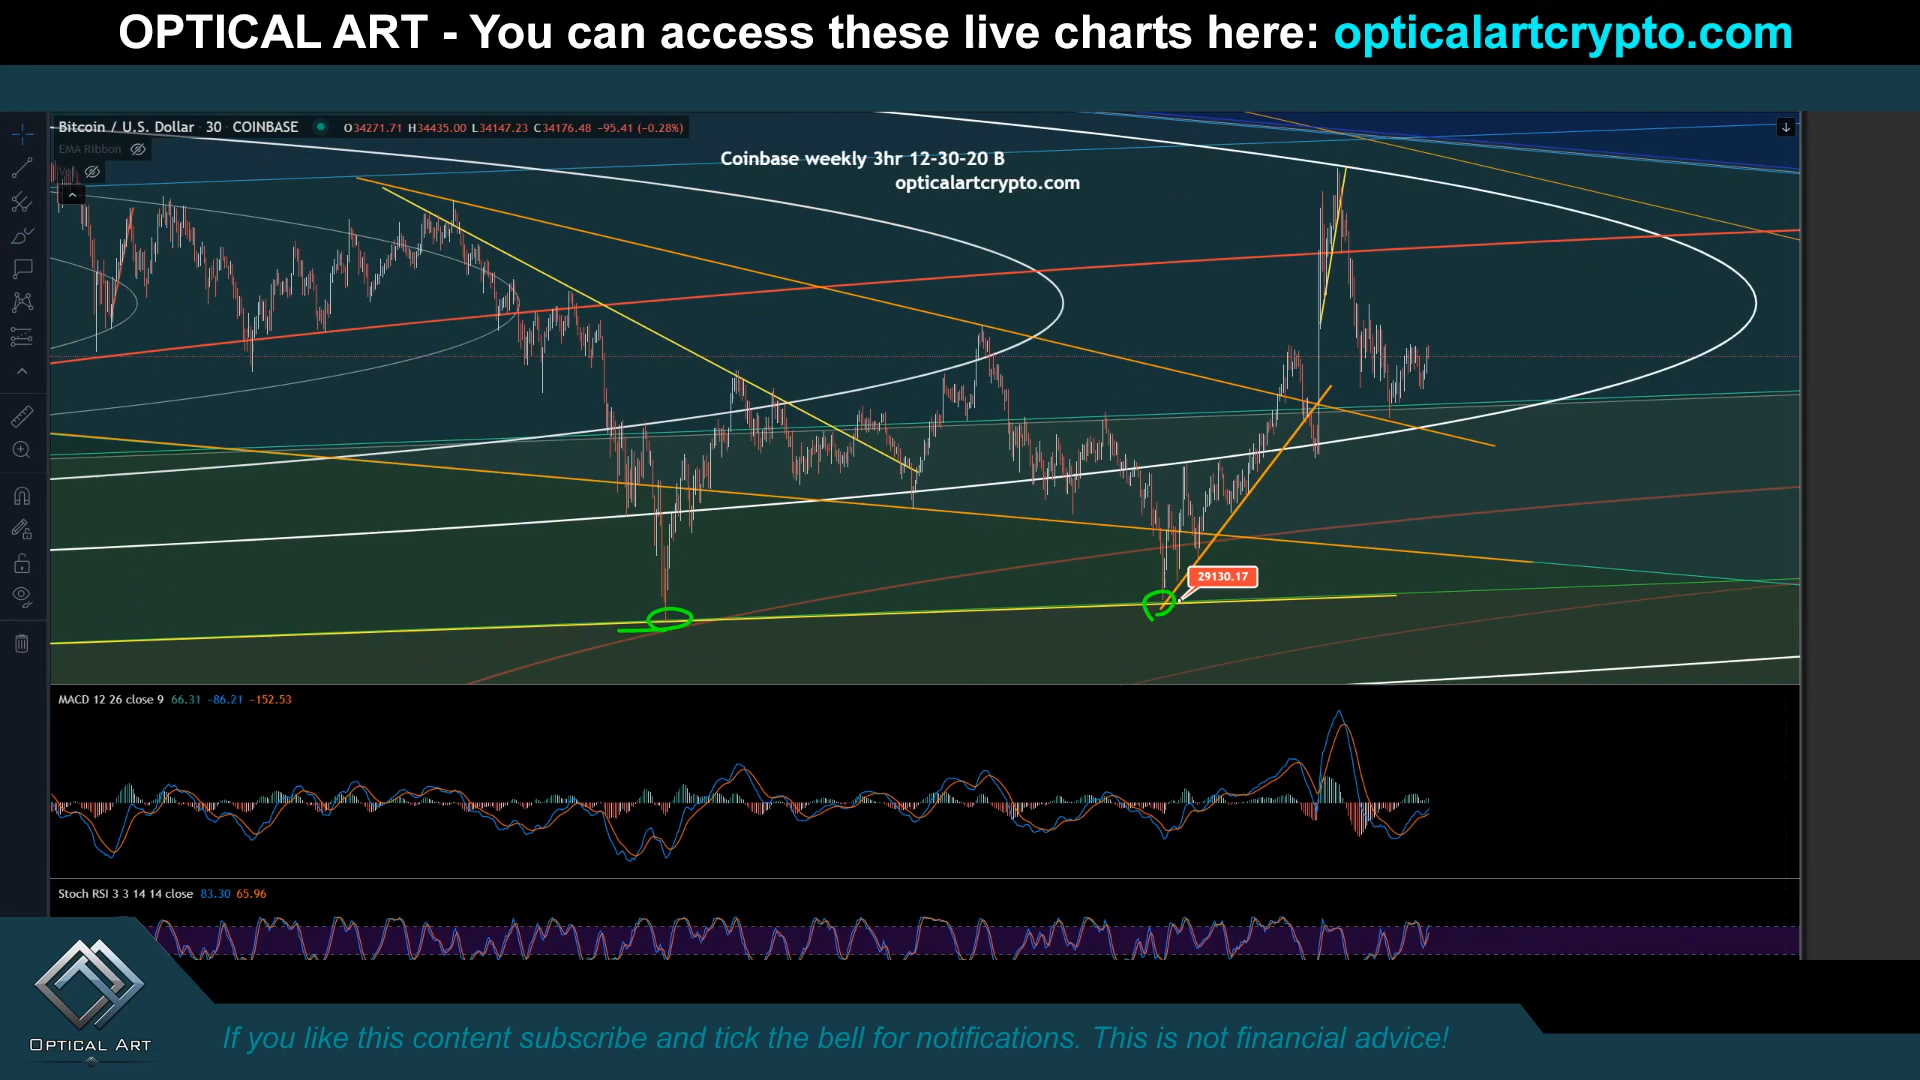 OPTICAL ART - You can access these live charts here: opticalartcrypto.com
Bitcoin / U.S. Dollar · 30 · COINBASE O34271.71 H34435.00 L34147.23 C34176.48 −95.41 (−0.28%)
EMA Ribbon
Coinbase weekly 3hr 12-30-20 B
opticalartcrypto.com
29130.17
MACD 12 26 close 9 66.31 −86.21 −152.53
Stoch RSI 3 3 14 14 close 83.30 65.96
OPTICAL ART
If you like this content subscribe and tick the bell for notifications. This is not financial advice!